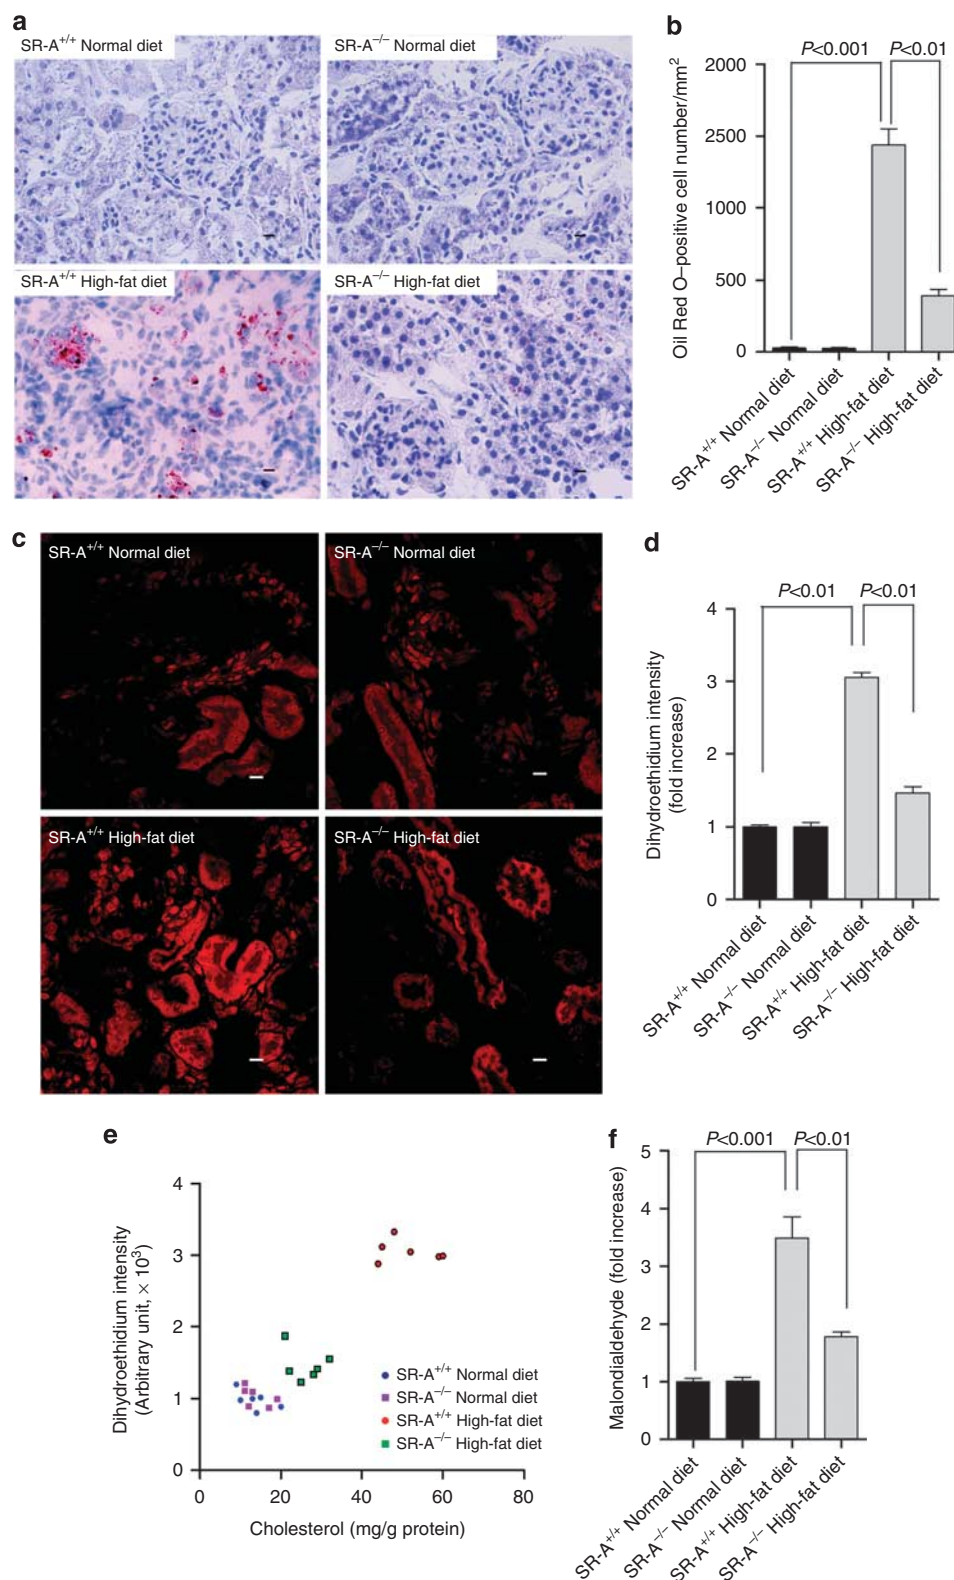 a
SR-A+/+ Normal diet
SR-A−/− Normal diet
SR-A+/+ High-fat diet
SR-A−/− High-fat diet
b
P<0.001
P<0.01
Oil Red O–positive cell number/mm2
2000
2500
1000
500
0
SR-A+/+ Normal diet
SR-A−/− Normal diet
SR-A+/+ High-fat diet
SR-A−/− High-fat diet
c
SR-A+/+ Normal diet
SR-A−/− Normal diet
SR-A+/+ High-fat diet
SR-A−/− High-fat diet
d
P<0.01
P<0.01
Dihydroethidium intensity
(fold increase)
4
3
2
1
0
SR-A+/+ Normal diet
SR-A−/− Normal diet
SR-A+/+ High-fat diet
SR-A−/− High-fat diet
e
Dihydroethidium intensity
(Arbitrary unit, × 103)
4
3
2
1
0
0 20 40 60 80
Cholesterol (mg/g protein)
SR-A+/+ Normal diet
SR-A−/− Normal diet
SR-A+/+ High-fat diet
SR-A−/− High-fat diet
f
P<0.001
P<0.01
Malondialdehyde (fold increase)
5
4
3
2
1
0
SR-A+/+ Normal diet
SR-A−/− Normal diet
SR-A+/+ High-fat diet
SR-A−/− High-fat diet